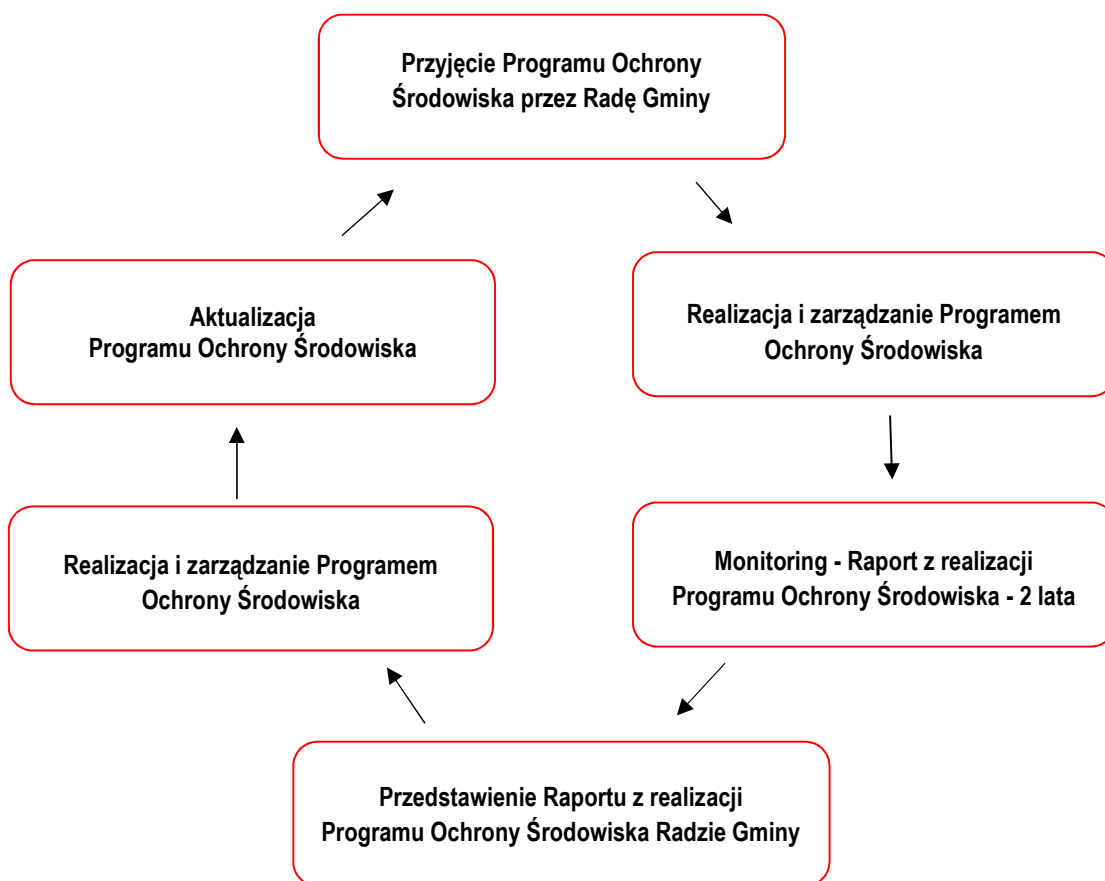 Przyjęcie Programu Ochrony
Środowiska przez Radę Gminy
Aktualizacja
Programu Ochrony Środowiska
Realizacja i zarządzanie Programem
Ochrony Środowiska
Realizacja i zarządzanie Programem
Ochrony Środowiska
Monitoring - Raport z realizacji
Programu Ochrony Środowiska - 2 lata
Przedstawienie Raportu z realizacji
Programu Ochrony Środowiska Radzie Gminy